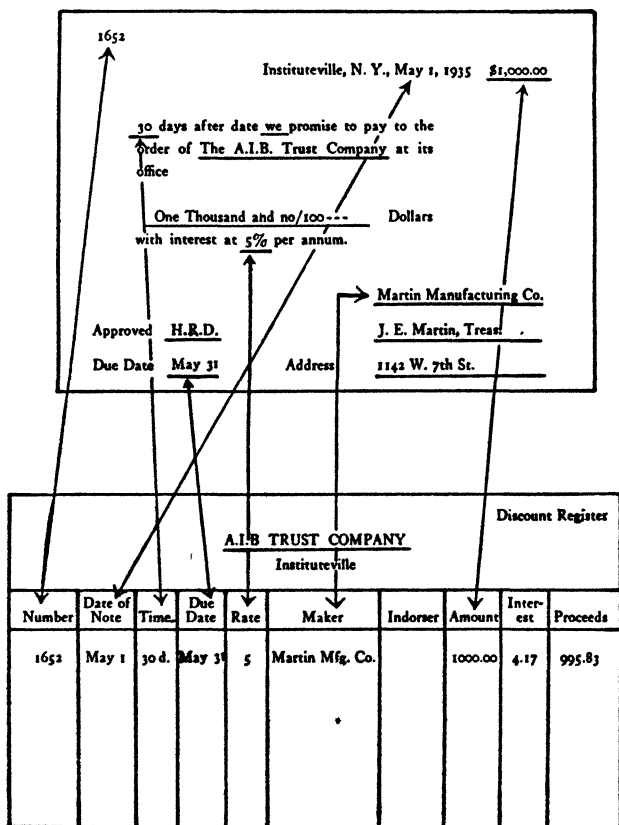 1652
Instituteville, N. Y., May 1, 1935 $1,000.00
30 days after date we promise to pay to the
order of The A.I.B. Trust Company at its
office
One Thousand and no/100--- Dollars
with interest at 5% per annum.
Martin Manufacturing Co.
Approved H.R.D. J. E. Martin, Treas.
Due Date May 31 Address 1142 W. 7th St.
Discount Register
A.I.B TRUST COMPANY
Instituteville
Number Date of Note Time Due Date Rate Maker Indorser Amount Inter-est Proceeds
1652 May 1 30 d. May 31 5 Martin Mfg. Co. 1000.00 4.17 995.83